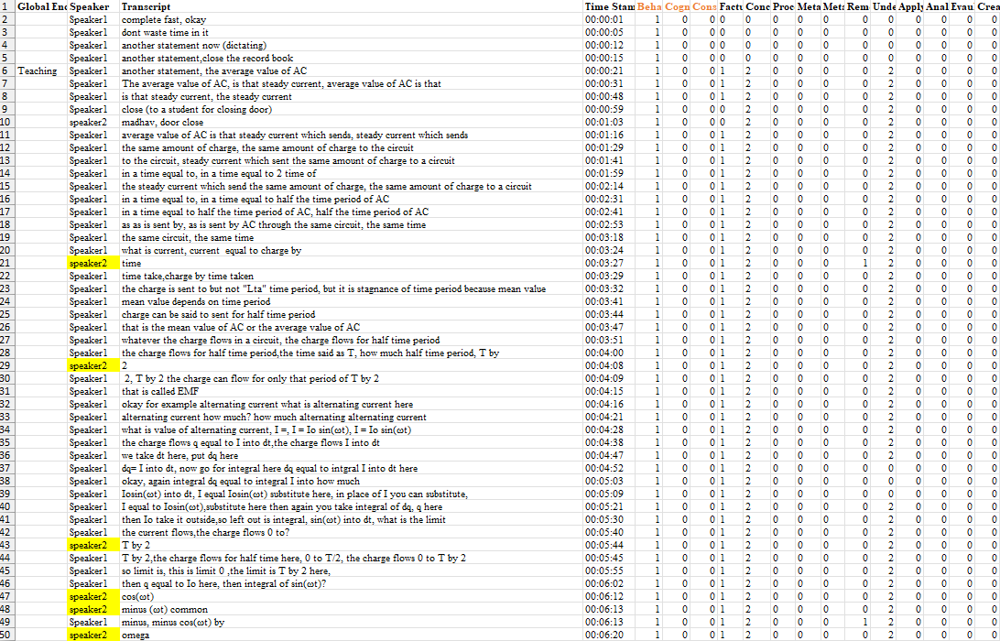 1 Global End Speaker Transcript Time Stam Beha Cogn Cons Factu Conc Proc Meta Meta Rem Unde Apply Anal Evau Crea
2 Speaker1 complete fast, okay 00:00:01 1 0 0 0 0 0 0 0 0 0 0 0 0 0
3 Speaker1 dont waste time in it 00:00:05 1 0 0 0 0 0 0 0 0 0 0 0 0 0
4 Speaker1 another statement now (dictating) 00:00:12 1 0 0 0 0 0 0 0 0 0 0 0 0 0
5 Speaker1 another statement,close the record book 00:00:15 1 0 0 0 0 0 0 0 0 0 0 0 0 0
6 Teaching Speaker1 another statement, the average value of AC 00:00:21 1 0 0 1 2 0 0 0 0 2 0 0 0 0
7 Speaker1 The average value of AC, is that steady current, average value of AC is that 00:00:31 1 0 0 1 2 0 0 0 0 2 0 0 0 0
8 Speaker1 is that steady current, the steady current 00:00:48 1 0 0 1 2 0 0 0 0 2 0 0 0 0
9 Speaker1 close (to a student for closing door) 00:00:59 1 0 0 0 2 0 0 0 0 2 0 0 0 0
10 speaker2 madhav, door close 00:01:03 1 0 0 0 2 0 0 0 0 2 0 0 0 0
11 Speaker1 average value of AC is that steady current which sends, steady current which sends 00:01:16 1 0 0 1 2 0 0 0 0 2 0 0 0 0
12 Speaker1 the same amount of charge, the same amount of charge to the circuit 00:01:29 1 0 0 1 2 0 0 0 0 2 0 0 0 0
13 Speaker1 to the circuit, steady current which sent the same amount of charge to a circuit 00:01:41 1 0 0 1 2 0 0 0 0 2 0 0 0 0
14 Speaker1 in a time equal to, in a time equal to 2 time of 00:01:59 1 0 0 1 2 0 0 0 0 2 0 0 0 0
15 Speaker1 the steady current which send the same amount of charge, the same amount of charge to a circuit 00:02:14 1 0 0 1 2 0 0 0 0 2 0 0 0 0
16 Speaker1 in a time equal to, in a time equal to half the time period of AC 00:02:31 1 0 0 1 2 0 0 0 0 2 0 0 0 0
17 Speaker1 in a time equal to half the time period of AC, half the time period of AC 00:02:41 1 0 0 1 2 0 0 0 0 2 0 0 0 0
18 Speaker1 as as is sent by, as is sent by AC through the same circuit, the same time 00:02:53 1 0 0 1 2 0 0 0 0 2 0 0 0 0
19 Speaker1 the same circuit, the same time 00:03:18 1 0 0 1 2 0 0 0 0 2 0 0 0 0
20 Speaker1 what is current, current equal to charge by 00:03:24 1 0 0 1 2 0 0 0 0 2 0 0 0 0
21 speaker2 time 00:03:27 1 0 0 1 2 0 0 0 1 2 0 0 0 0
22 Speaker1 time take,charge by time taken 00:03:29 1 0 0 1 2 0 0 0 0 2 0 0 0 0
23 Speaker1 the charge is sent to but not "Lta" time period, but it is stagnance of time period because mean value 00:03:32 1 0 0 1 2 0 0 0 0 2 0 0 0 0
24 Speaker1 mean value depends on time period 00:03:41 1 0 0 1 2 0 0 0 0 2 0 0 0 0
25 Speaker1 charge can be said to sent for half time period 00:03:44 1 0 0 1 2 0 0 0 0 2 0 0 0 0
26 Speaker1 that is the mean value of AC or the average value of AC 00:03:47 1 0 0 1 2 0 0 0 0 2 0 0 0 0
27 Speaker1 whatever the charge flows in a circuit, the charge flows for half time period 00:03:51 1 0 0 1 2 0 0 0 0 2 0 0 0 0
28 Speaker1 the charge flows for half time period,the time said as T, how much half time period, T by 00:04:00 1 0 0 1 2 0 0 0 0 2 0 0 0 0
29 speaker2 2 00:04:08 1 0 0 1 2 0 0 0 0 2 0 0 0 0
30 Speaker1 2, T by 2 the charge can flow for only that period of T by 2 00:04:09 1 0 0 1 2 0 0 0 0 2 0 0 0 0
31 Speaker1 that is called EMF 00:04:15 1 0 0 1 2 0 0 0 0 2 0 0 0 0
32 Speaker1 okay for example alternating current what is alternating current here 00:04:16 1 0 0 1 2 0 0 0 0 2 0 0 0 0
33 Speaker1 alternating current how much? how much alternating alternating current 00:04:21 1 0 0 1 2 0 0 0 0 2 0 0 0 0
34 Speaker1 what is value of alternating current, I =, I = Io sin(ωt), I = Io sin(ωt) 00:04:28 1 0 0 1 2 0 0 0 0 2 0 0 0 0
35 Speaker1 the charge flows q equal to I into dt,the charge flows I into dt 00:04:38 1 0 0 1 2 0 0 0 0 2 0 0 0 0
36 Speaker1 we take dt here, put dq here 00:04:47 1 0 0 1 2 0 0 0 0 2 0 0 0 0
37 Speaker1 dq= I into dt, now go for integral here dq equal to intgral I into dt here 00:04:52 1 0 0 1 2 0 0 0 0 2 0 0 0 0
38 Speaker1 okay, again integral dq equal to integral I into how much 00:05:03 1 0 0 1 2 0 0 0 0 2 0 0 0 0
39 Speaker1 Iosin(ωt) into dt, I equal Iosin(ωt) substitute here, in place of I you can substitute, 00:05:09 1 0 0 1 2 0 0 0 0 2 0 0 0 0
40 Speaker1 I equal to Iosin(ωt),substitute here then again you take integral of dq, q here 00:05:21 1 0 0 1 2 0 0 0 0 2 0 0 0 0
41 Speaker1 then Io take it outside,so left out is integral, sin(ωt) into dt, what is the limit 00:05:30 1 0 0 1 2 0 0 0 0 2 0 0 0 0
42 Speaker1 the current flows,the charge flows 0 to? 00:05:40 1 0 0 1 2 0 0 0 0 2 0 0 0 0
43 speaker2 T by 2 00:05:44 1 0 0 1 2 0 0 0 0 2 0 0 0 0
44 Speaker1 T by 2,the charge flows for half time here, 0 to T/2, the charge flows 0 to T by 2 00:05:45 1 0 0 1 2 0 0 0 0 2 0 0 0 0
45 Speaker1 so limit is, this is limit 0 ,the limit is T by 2 here, 00:05:55 1 0 0 1 2 0 0 0 0 2 0 0 0 0
46 Speaker1 then q equal to Io here, then integral of sin(ωt)? 00:06:02 1 0 0 1 2 0 0 0 0 2 0 0 0 0
47 speaker2 cos(ωt) 00:06:12 1 0 0 1 2 0 0 0 0 2 0 0 0 0
48 speaker2 minus (ωt) common 00:06:13 1 0 0 1 2 0 0 0 0 2 0 0 0 0
49 Speaker1 minus, minus cos(ωt) by 00:06:13 1 0 0 1 2 0 0 0 1 2 0 0 0 0
50 speaker2 omega 00:06:20 1 0 0 1 2 0 0 0 0 2 0 0 0 0